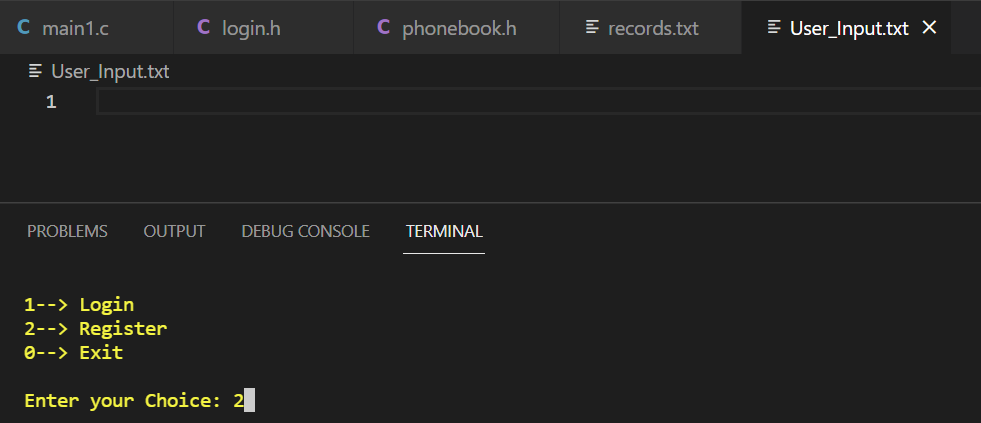 C main1.c C login.h C phonebook.h records.txt User_Input.txt
User_Input.txt
1
PROBLEMS OUTPUT DEBUG CONSOLE TERMINAL
1--> Login
2--> Register
0--> Exit
Enter your Choice: 2